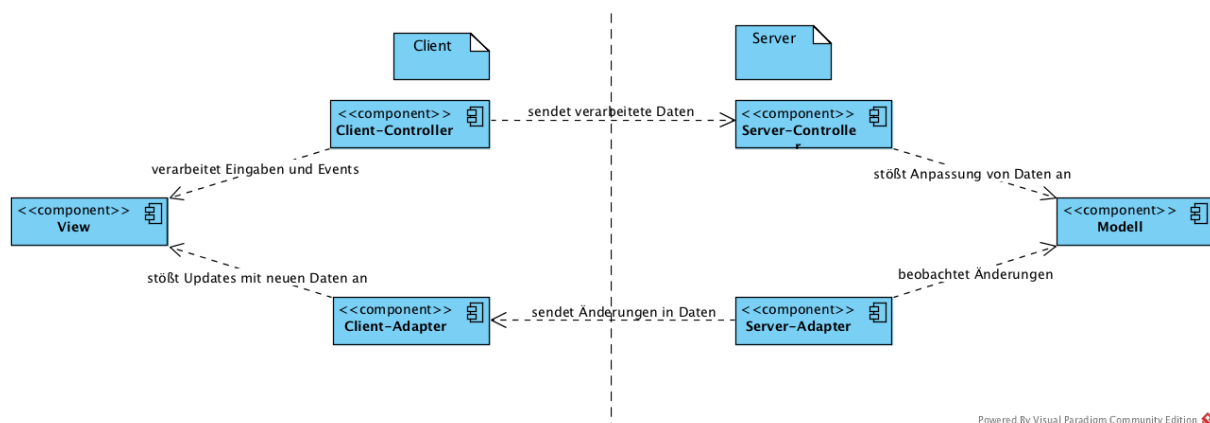 Client
Server
<<component>>
Client-Controller
sendet verarbeitete Daten
<<component>>
Server-Controlle
r
verarbeitet Eingaben und Events
stößt Anpassung von Daten an
<<component>>
View
<<component>>
Modell
stößt Updates mit neuen Daten an
beobachtet Änderungen
<<component>>
Client-Adapter
sendet Änderungen in Daten
<<component>>
Server-Adapter
Powered By Visual Paradigm Community Edition